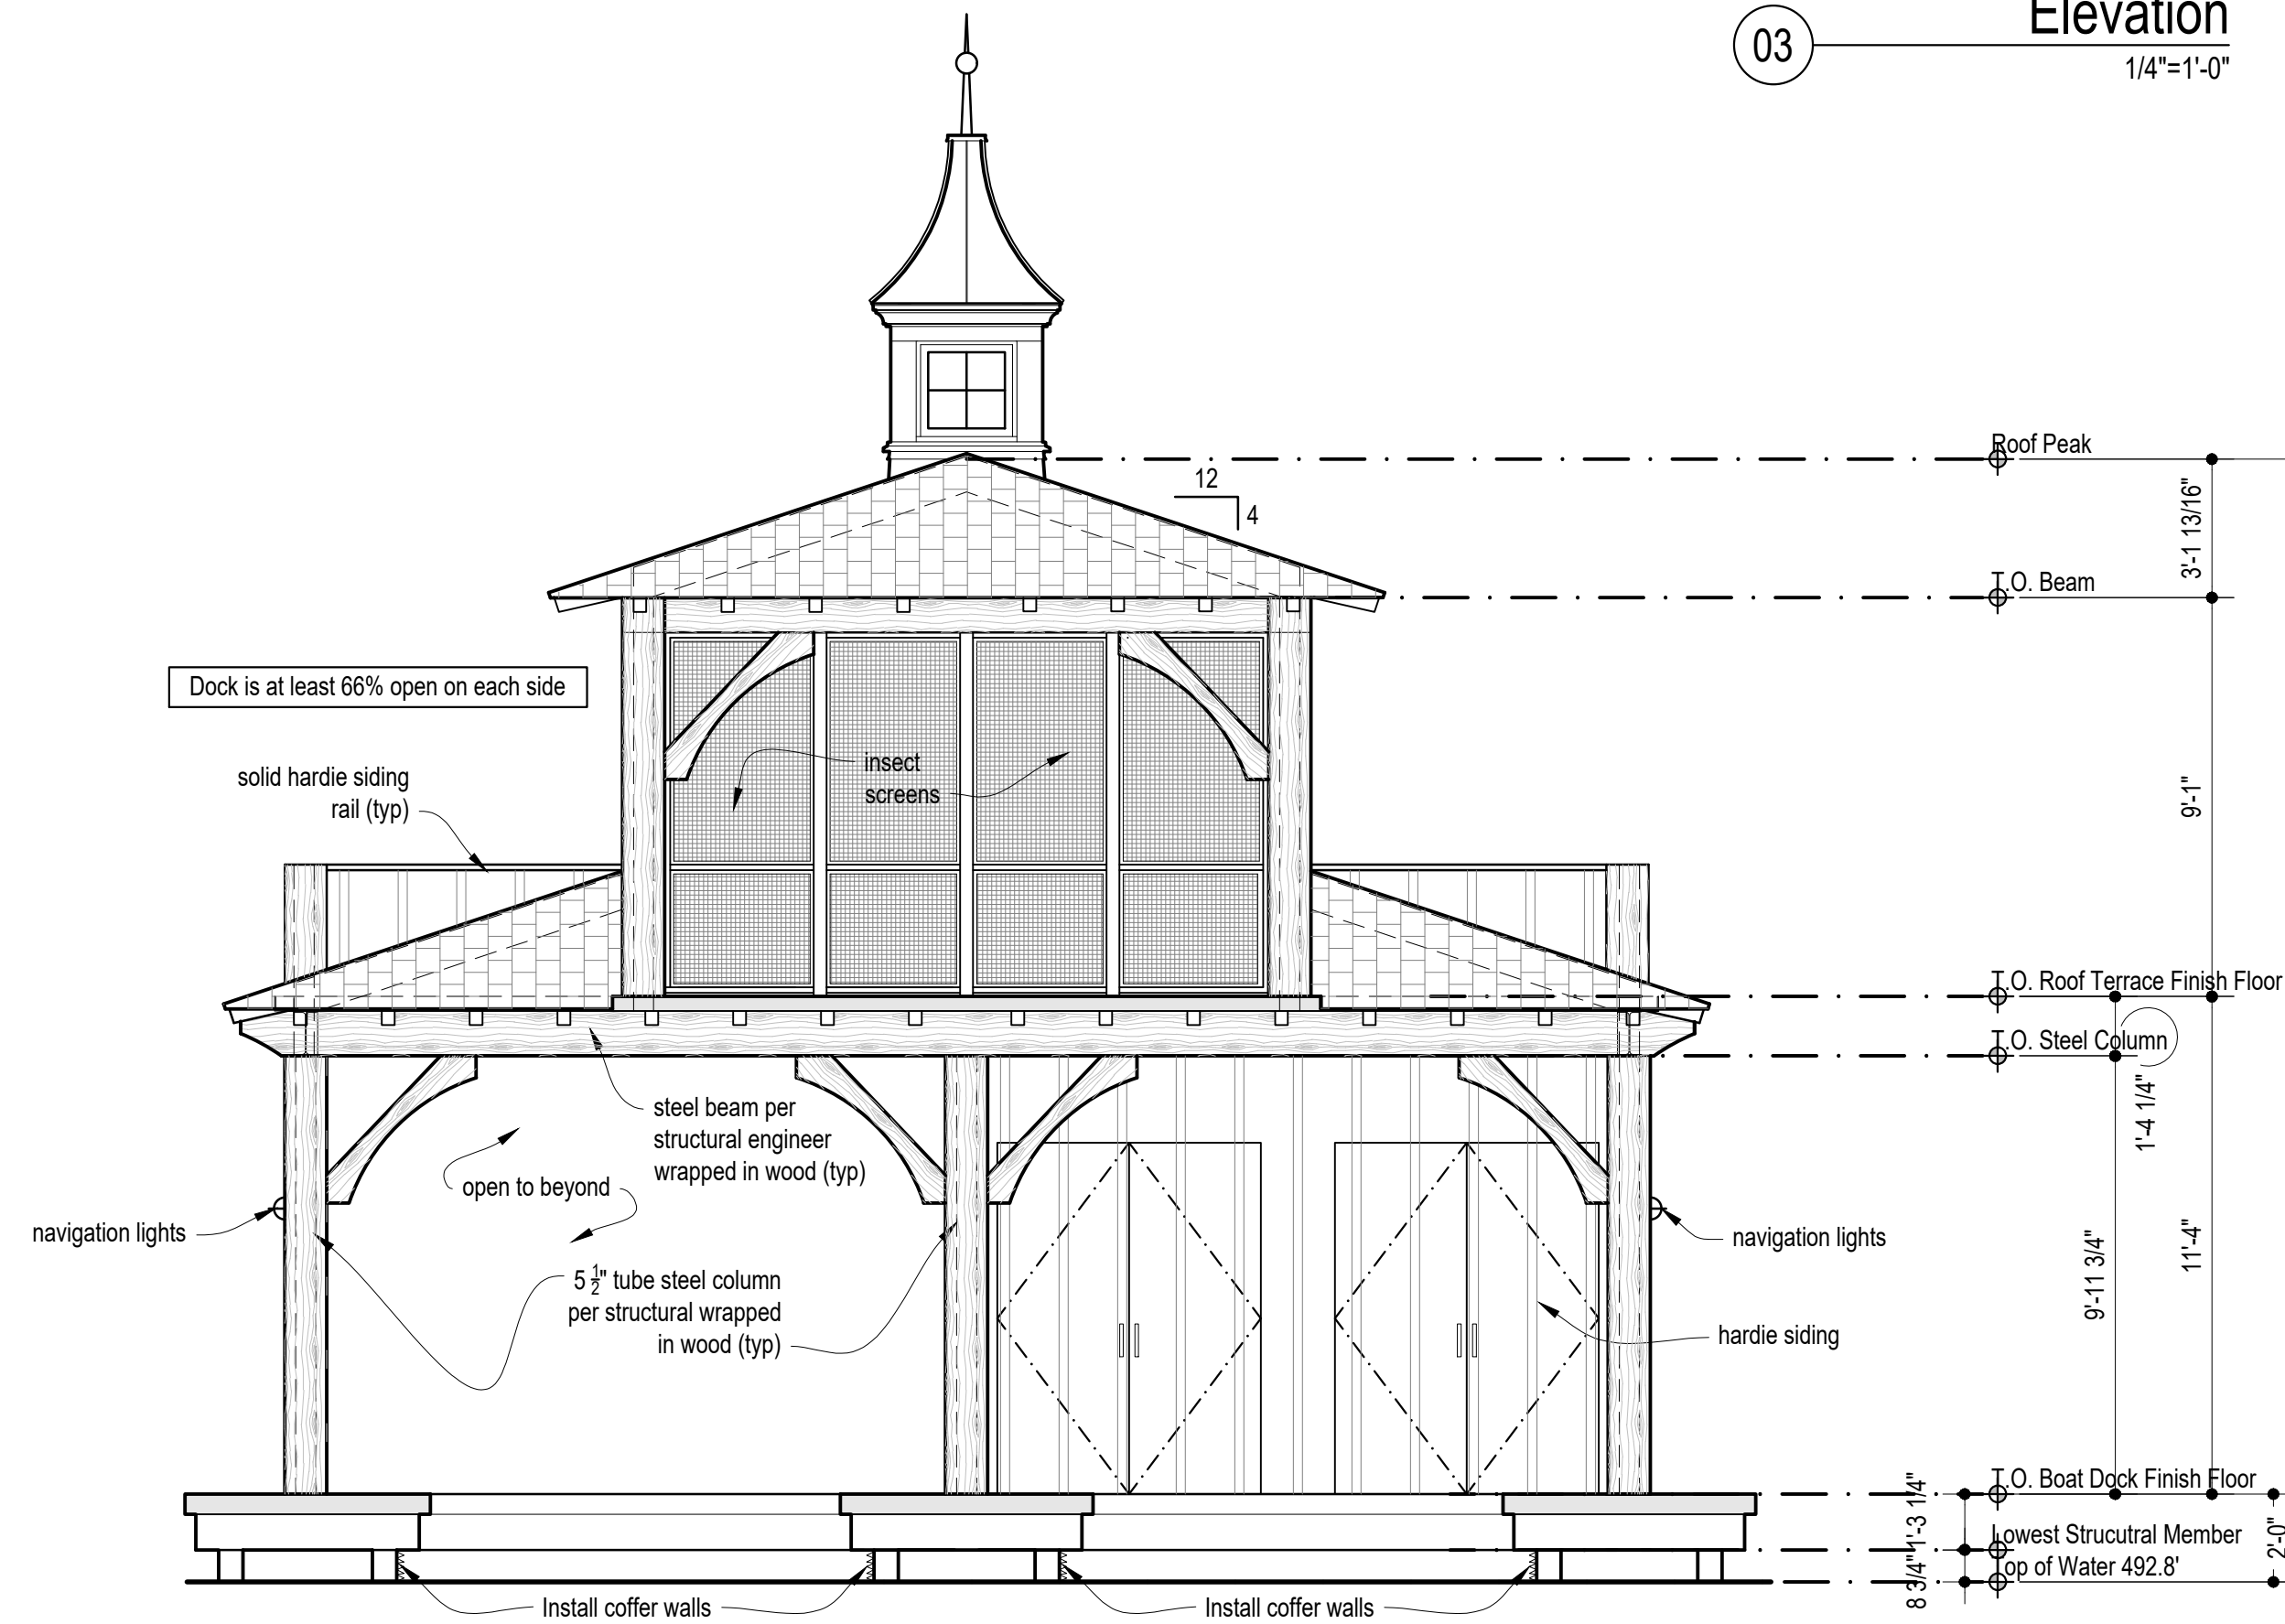 Elevation
03
1/4"=1'-0"
Roof Peak
12
4
3'-1 13/16"
T.O. Beam
Dock is at least 66% open on each side
insect
screens
solid hardie siding
rail (typ)
9'-1"
T.O. Roof Terrace Finish Floor
T.O. Steel Column
1'-4 1/4"
steel beam per
structural engineer
wrapped in wood (typ)
open to beyond
navigation lights
navigation lights
5 1/2" tube steel column
per structural wrapped
in wood (typ)
9'-11 3/4"
11'-4"
hardie siding
T.O. Boat Dock Finish Floor
1'-3 1/4"
Lowest Strucutral Member
2'-0"
Top of Water 492.8'
8 3/4"
Install coffer walls
Install coffer walls